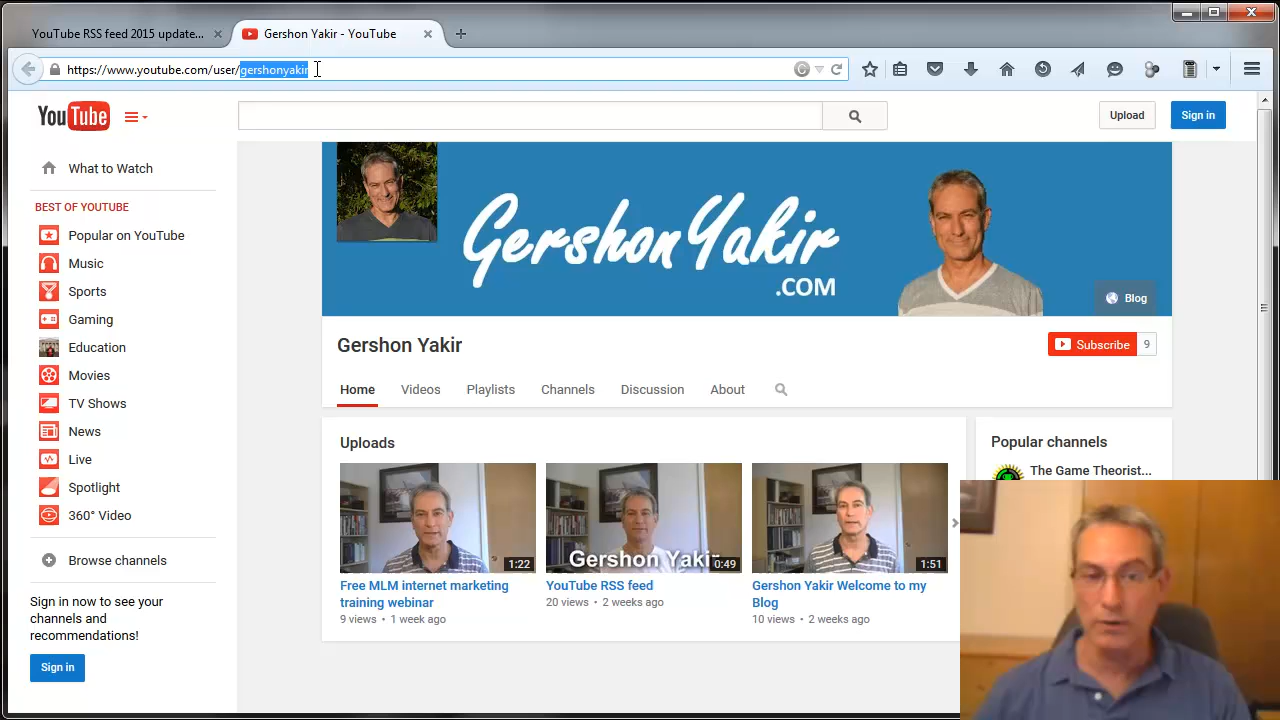 YouTube RSS feed 2015 update...
Gershon Yakir - YouTube
https://www.youtube.com/user/gershonyakir
YouTube
Upload
Sign in
What to Watch
BEST OF YOUTUBE
Popular on YouTube
Music
Sports
Gaming
Education
Movies
TV Shows
News
Live
Spotlight
360° Video
Browse channels
Sign in now to see your
channels and
recommendations!
Sign in
GershonYakir
.COM
Blog
Gershon Yakir
Subscribe
9
Home
Videos
Playlists
Channels
Discussion
About
Uploads
1:22
Free MLM internet marketing
training webinar
9 views • 1 week ago
Gershon Yakir
0:49
YouTube RSS feed
20 views • 2 weeks ago
1:51
Gershon Yakir Welcome to my
Blog
10 views • 2 weeks ago
Popular channels
The Game Theorist...